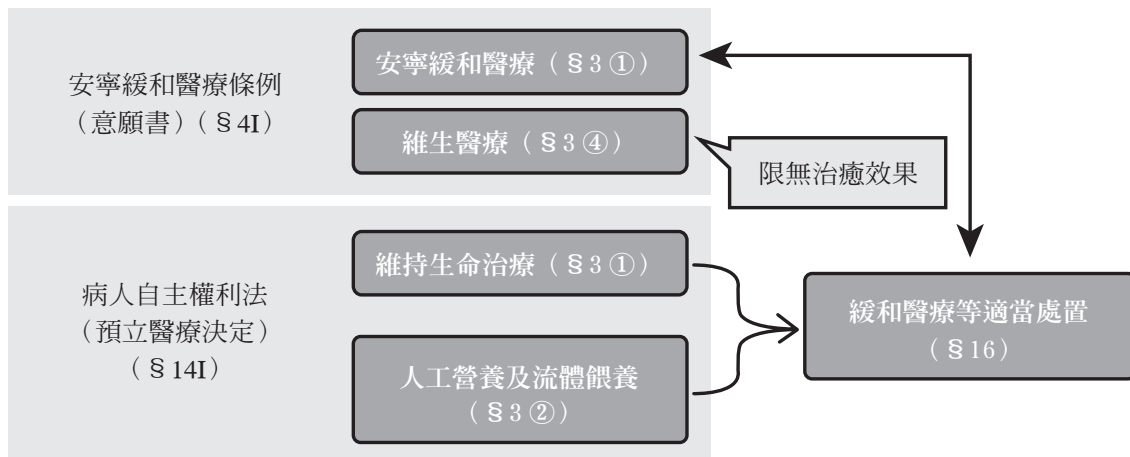 安寧緩和醫療條例
（意願書）（§4I）
安寧緩和醫療（§3①）
維生醫療（§3④）
限無治癒效果
病人自主權利法
（預立醫療決定）
（§14I）
維持生命治療（§3①）
人工營養及流體餵養
（§3②）
緩和醫療等適當處置
（§16）